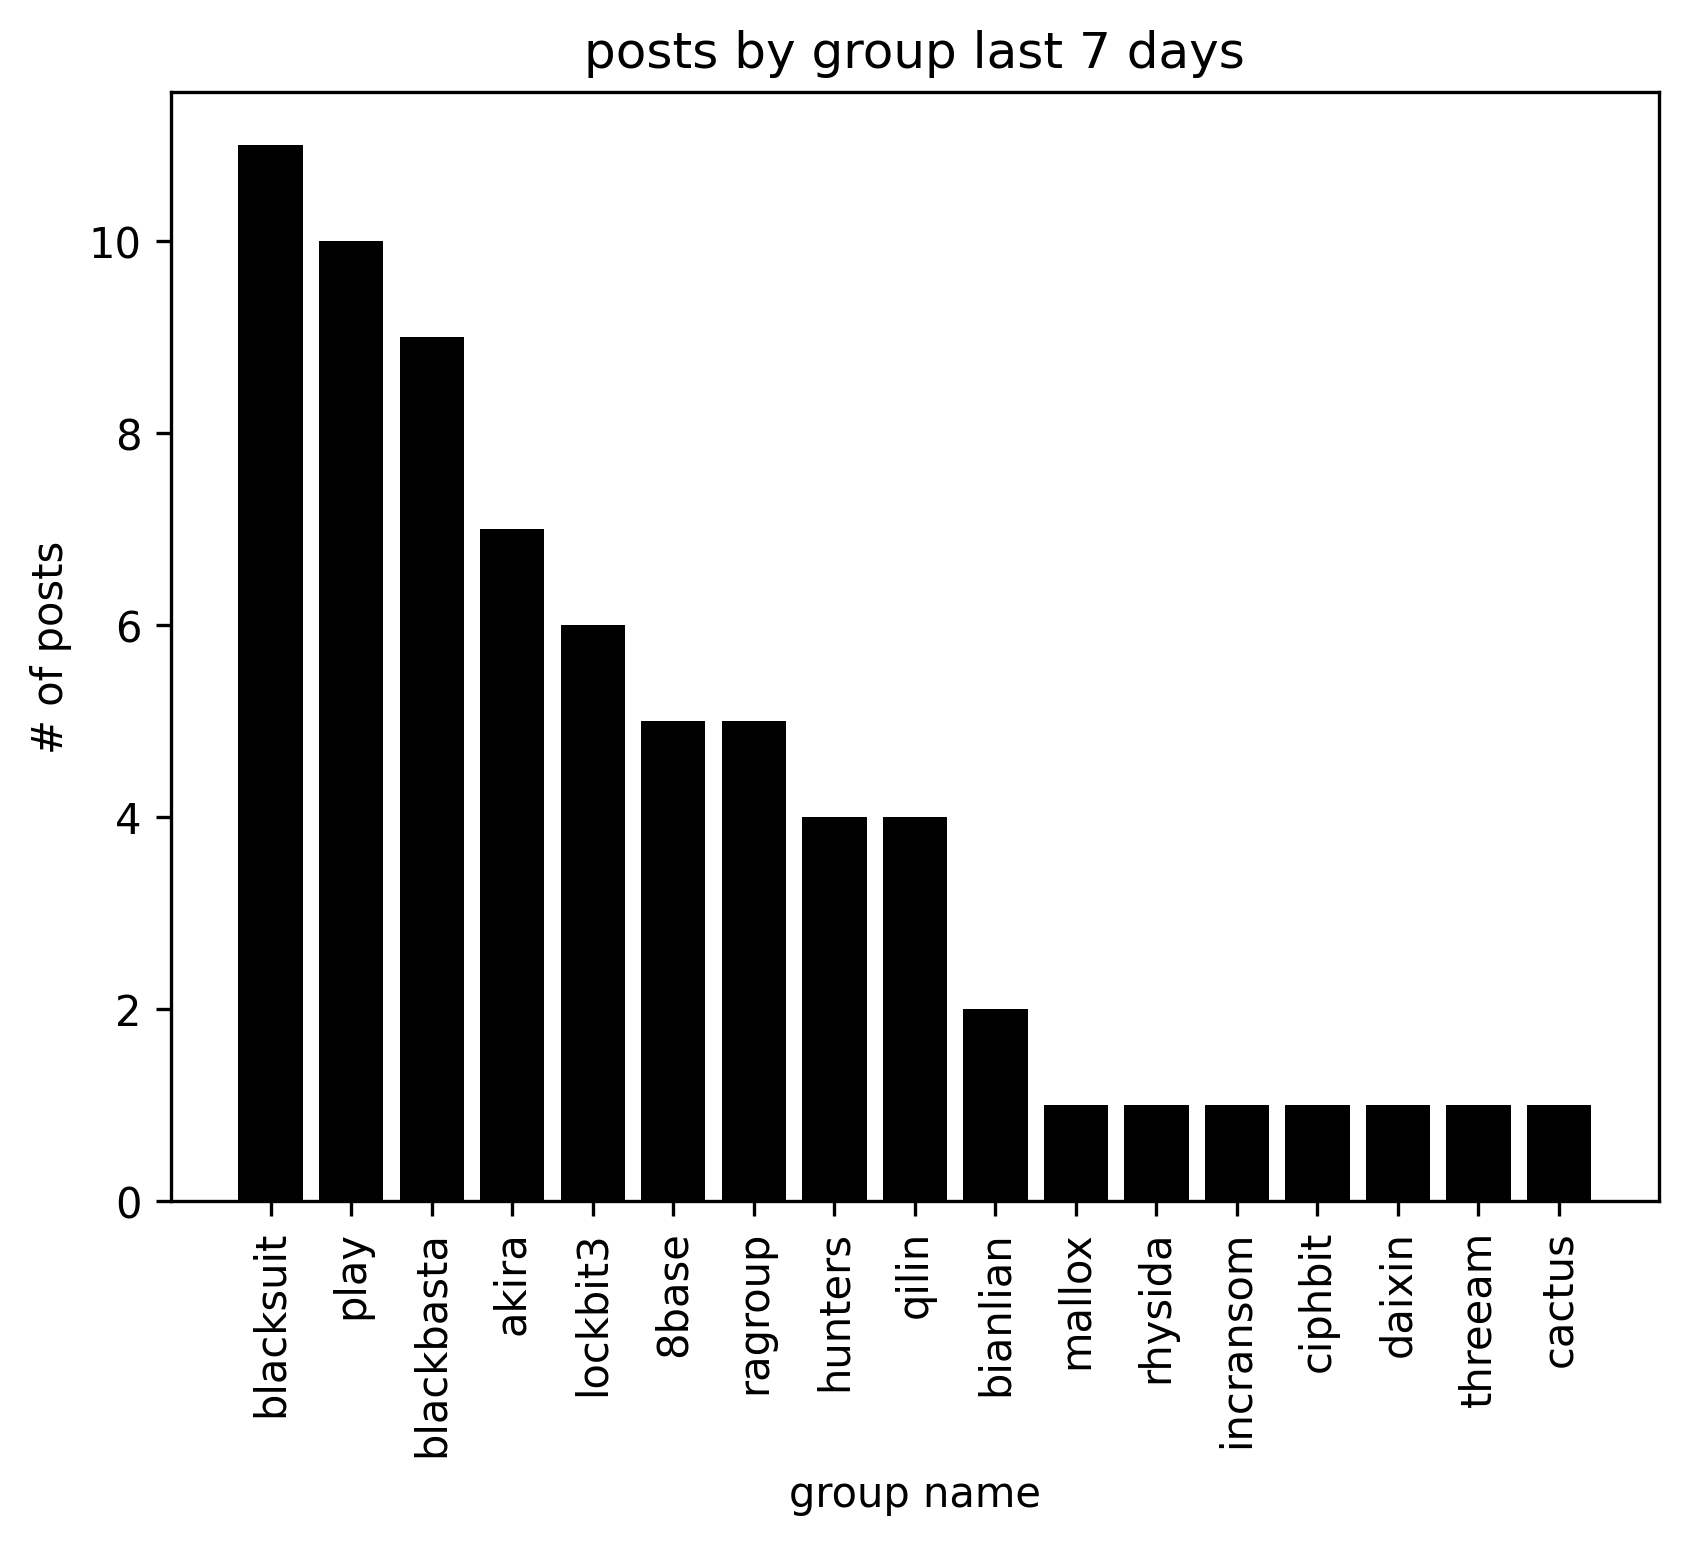 posts by group last 7 days
# of posts
10
8
6
4
2
0
blacksuit
play
blackbasta
akira
lockbit3
8base
ragroup
hunters
qilin
bianlian
mallox
rhysida
incransom
ciphbit
daixin
threeam
cactus
group name